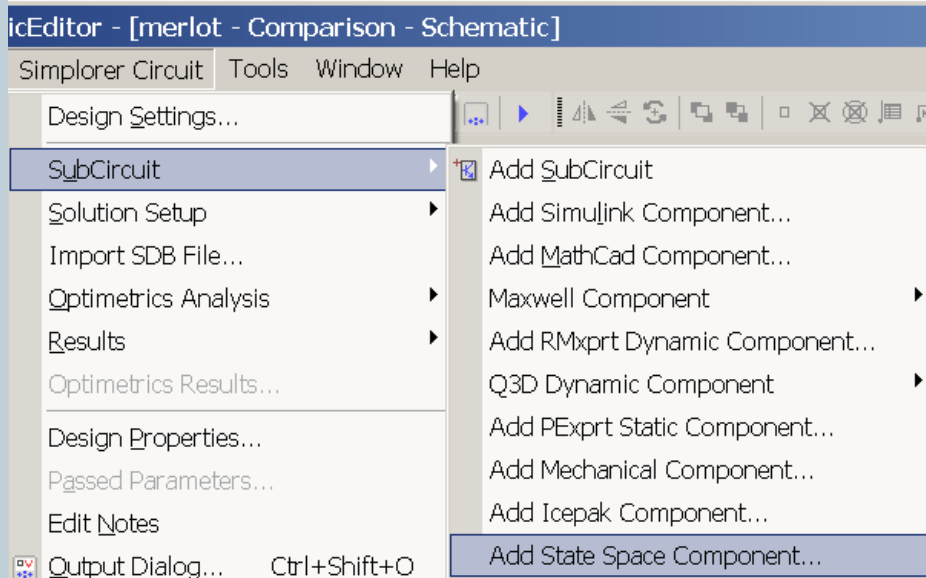 icEditor - [merlot - Comparison - Schematic]
Simplorer Circuit Tools Window Help
Design Settings...
SubCircuit
Solution Setup
Import SDB File...
Optimetrics Analysis
Results
Optimetrics Results...
Design Properties...
Passed Parameters...
Edit Notes
Output Dialog... Ctrl+Shift+O
Add SubCircuit
Add Simulink Component...
Add MathCad Component...
Maxwell Component
Add RMxprt Dynamic Component...
Q3D Dynamic Component
Add PExprt Static Component...
Add Mechanical Component...
Add Icepak Component...
Add State Space Component...